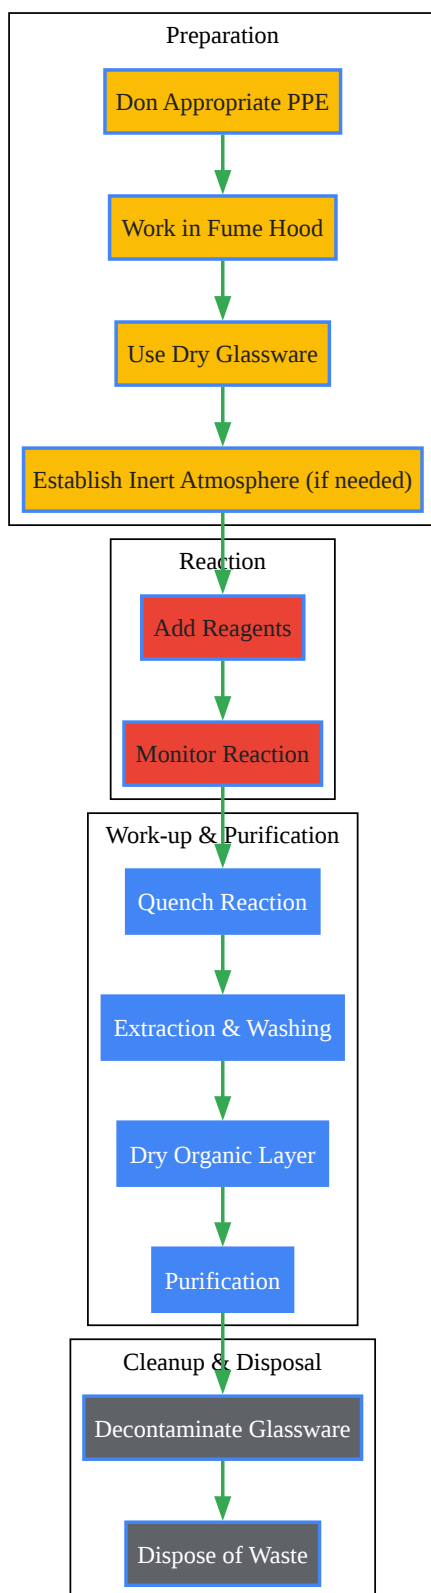 Preparation
Don Appropriate PPE
Work in Fume Hood
Use Dry Glassware
Establish Inert Atmosphere (if needed)
Reaction
Add Reagents
Monitor Reaction
Work-up & Purification
Quench Reaction
Extraction & Washing
Dry Organic Layer
Purification
Cleanup & Disposal
Decontaminate Glassware
Dispose of Waste